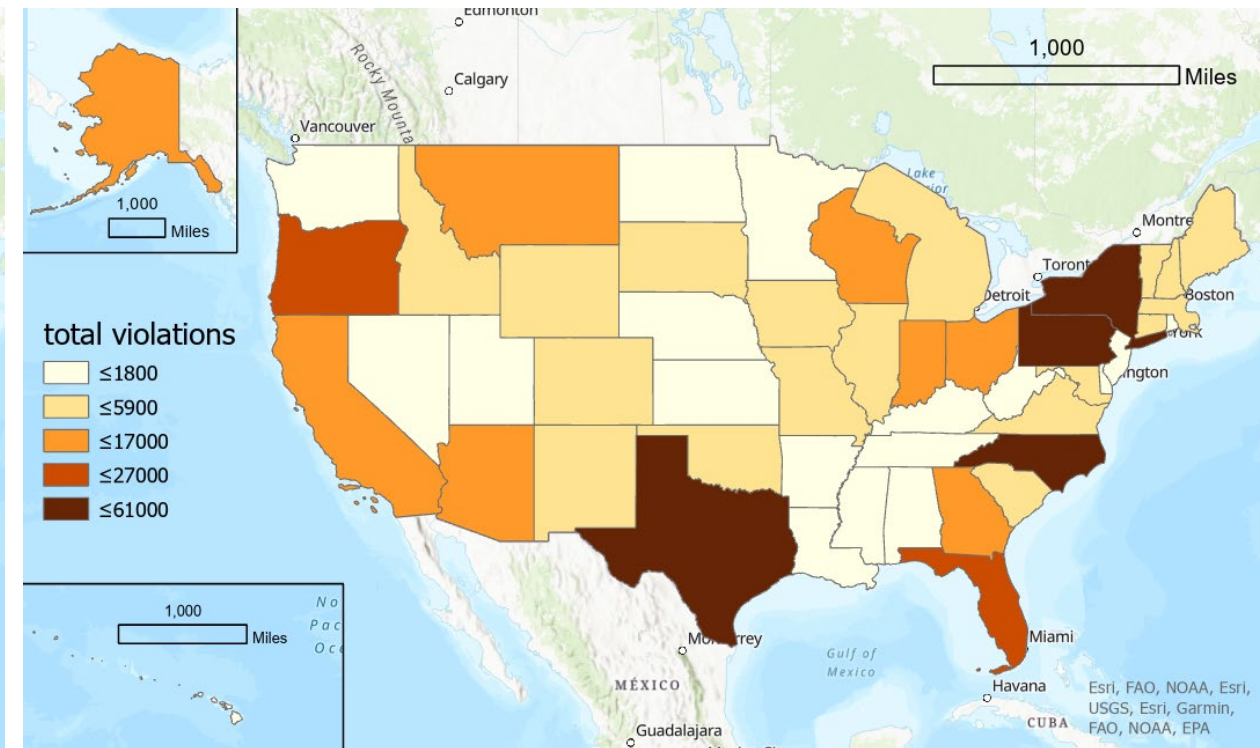 Edmonton
Calgary
Rocky Mounta
Vancouver
1,000
Miles
1,000
Miles
Lake
Montre
Toront
Detroit
Boston
York
ington
total violations
≤1800
≤5900
≤17000
≤27000
≤61000
1,000
Miles
No
Pac
Oce
Miami
Gulf of
Mexico
MÉXICO
Havana
CUBA
Guadalajara
Esri, FAO, NOAA, Esri,
USGS, Esri, Garmin,
FAO, NOAA, EPA